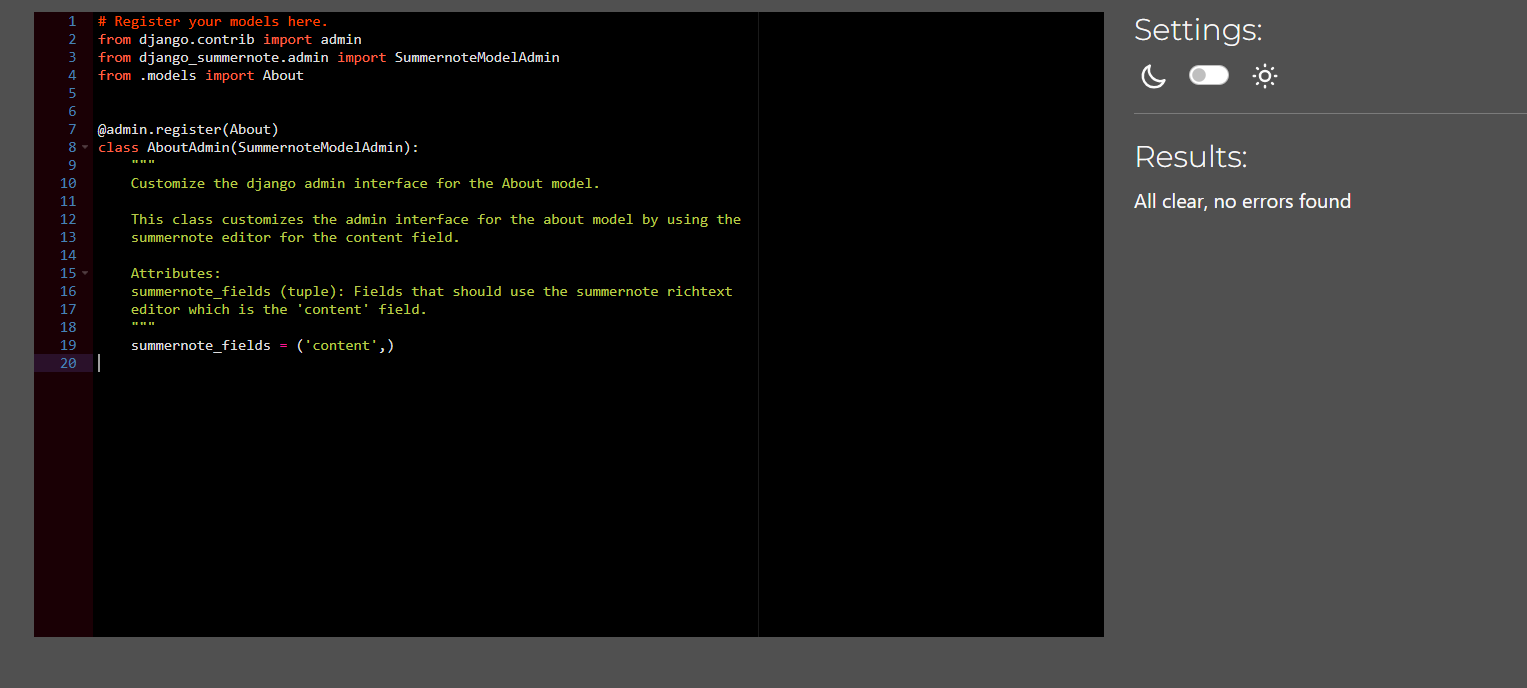 1 # Register your models here.
2 from django.contrib import admin
3 from django_summernote.admin import SummernoteModelAdmin
4 from .models import About
5
6
7 @admin.register(About)
8 class AboutAdmin(SummernoteModelAdmin):
9 """
10 Customize the django admin interface for the About model.
11
12 This class customizes the admin interface for the about model by using the
13 summernote editor for the content field.
14
15 Attributes:
16 summernote_fields (tuple): Fields that should use the summernote richtext
17 editor which is the 'content' field.
18 """
19 summernote_fields = ('content',)
20
Settings:
Results:
All clear, no errors found